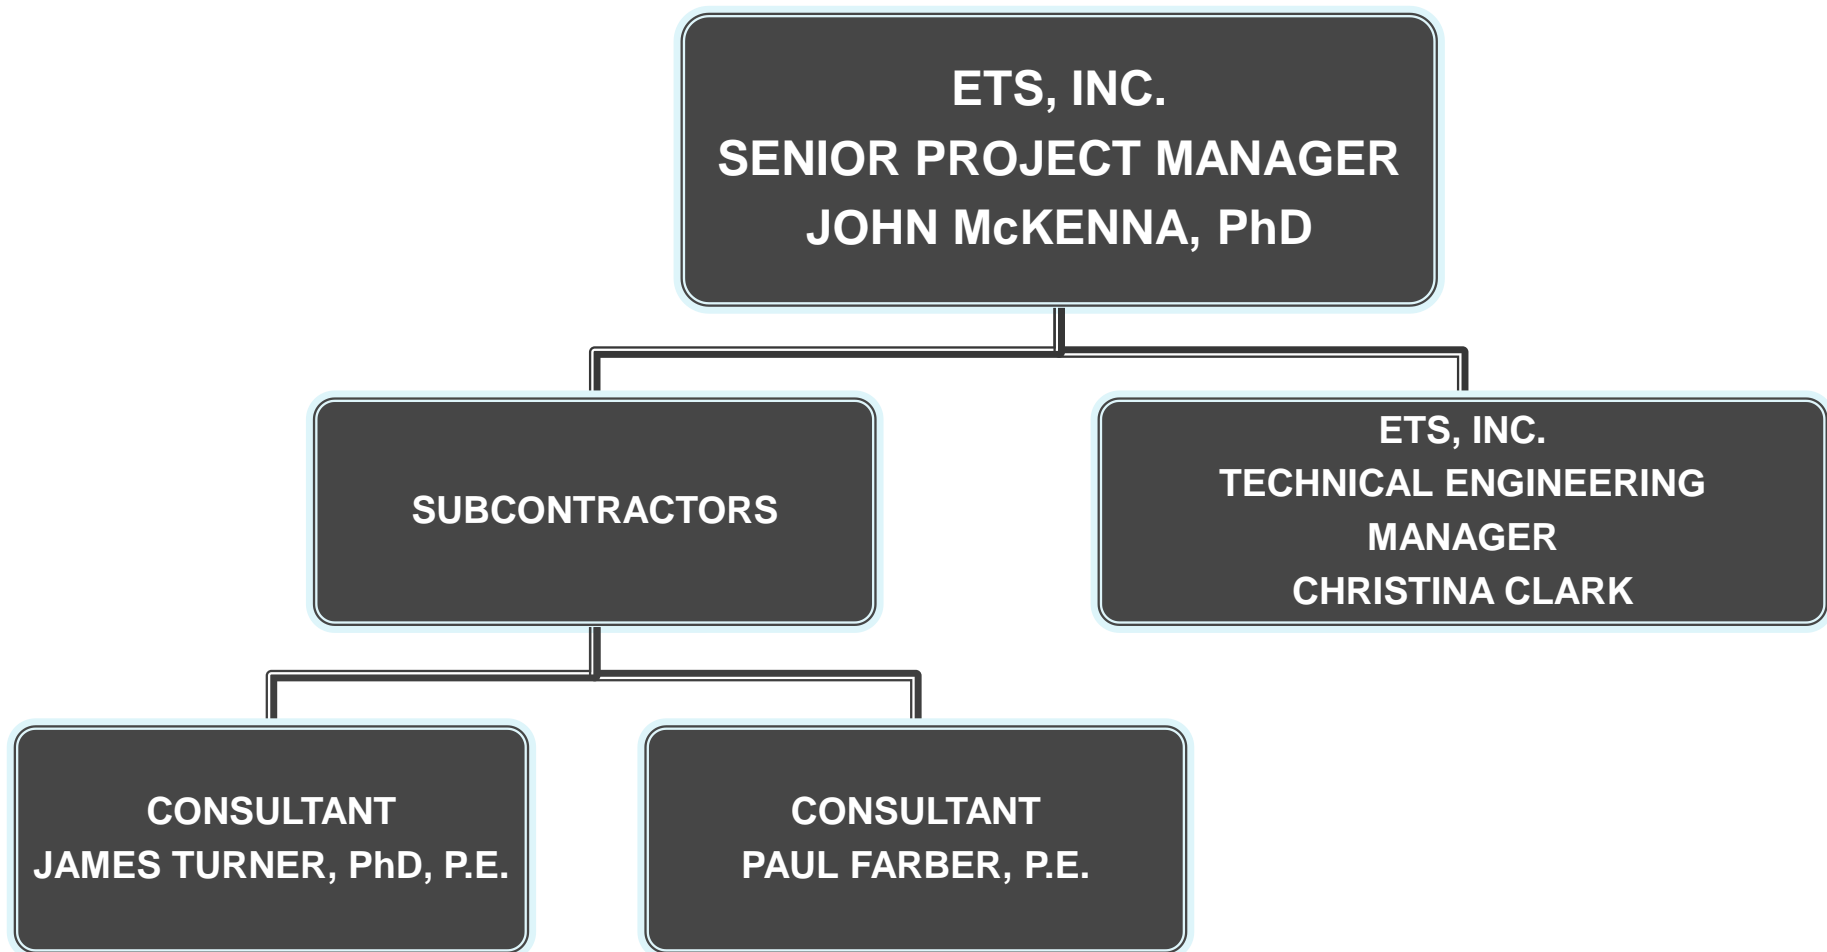 ETS, INC.
SENIOR PROJECT MANAGER
JOHN McKENNA, PhD
SUBCONTRACTORS
ETS, INC.
TECHNICAL ENGINEERING
MANAGER
CHRISTINA CLARK
CONSULTANT
JAMES TURNER, PhD, P.E.
CONSULTANT
PAUL FARBER, P.E.